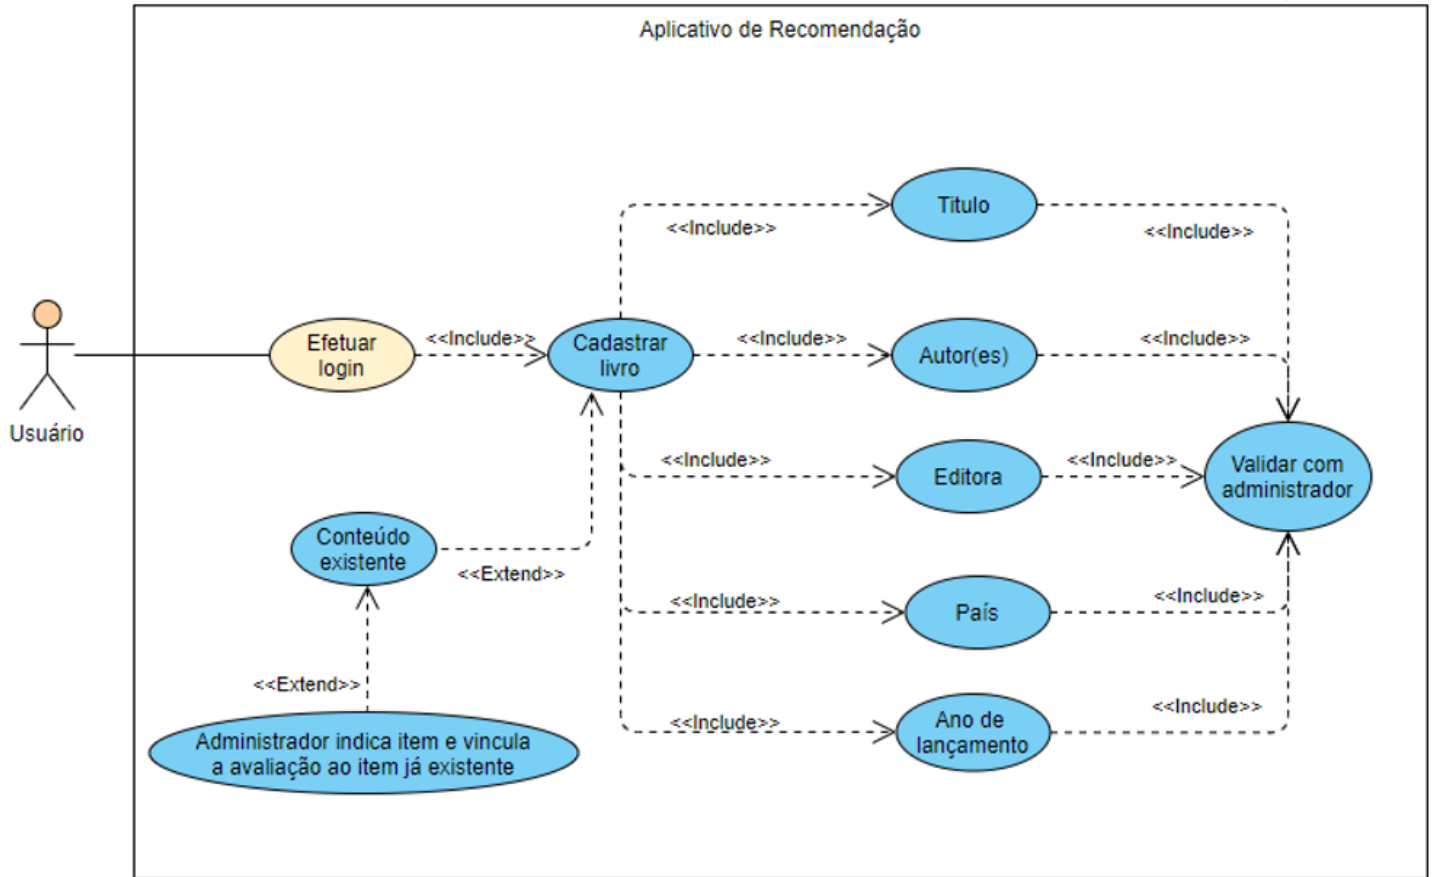 Aplicativo de Recomendação
Titulo
<<Include>>
<<Include>>
Efetuar
login
<<Include>>
Cadastrar
livro
<<Include>>
Autor(es)
<<Include>>
Usuário
<<Include>>
Editora
<<Include>>
Validar com
administrador
Conteúdo
existente
<<Extend>>
<<Include>>
País
<<Include>>
<<Extend>>
Administrador indica item e vincula
a avaliação ao item já existente
<<Include>>
Ano de
lançamento
<<Include>>